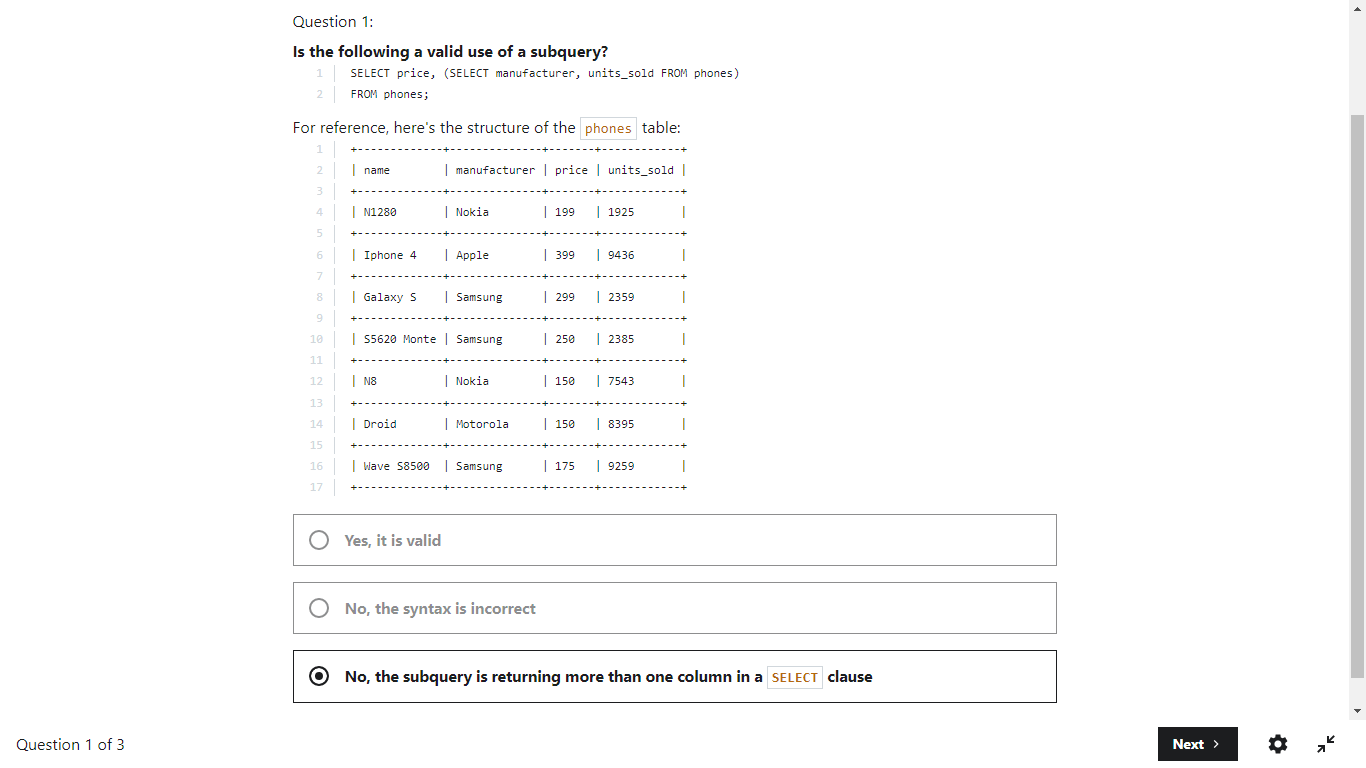 Question 1:
Is the following a valid use of a subquery?
1 SELECT price, (SELECT manufacturer, units_sold FROM phones)
2 FROM phones;
For reference, here's the structure of the phones table:
1 +-------------+--------------+-------+------------+
2 | name        | manufacturer | price | units_sold |
3 +-------------+--------------+-------+------------+
4 | N1280       | Nokia        | 199   | 1925       |
5 +-------------+--------------+-------+------------+
6 | Iphone 4    | Apple        | 399   | 9436       |
7 +-------------+--------------+-------+------------+
8 | Galaxy S    | Samsung      | 299   | 2359       |
9 +-------------+--------------+-------+------------+
10 | S5620 Monte | Samsung      | 250   | 2385       |
11 +-------------+--------------+-------+------------+
12 | N8          | Nokia        | 150   | 7543       |
13 +-------------+--------------+-------+------------+
14 | Droid       | Motorola     | 150   | 8395       |
15 +-------------+--------------+-------+------------+
16 | Wave S8500  | Samsung      | 175   | 9259       |
17 +-------------+--------------+-------+------------+
Yes, it is valid
No, the syntax is incorrect
No, the subquery is returning more than one column in a SELECT clause
Question 1 of 3
Next >